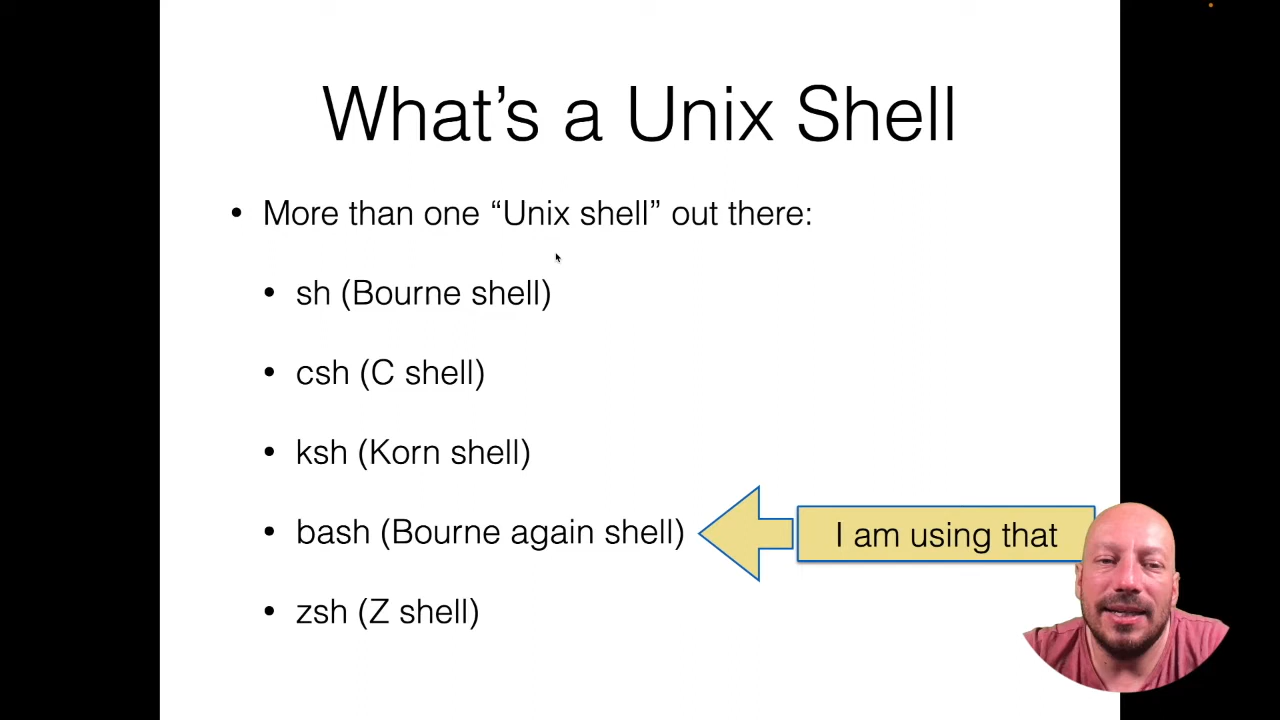 What’s a Unix Shell
• More than one “Unix shell” out there:
• sh (Bourne shell)
• csh (C shell)
• ksh (Korn shell)
• bash (Bourne again shell)
I am using that
• zsh (Z shell)